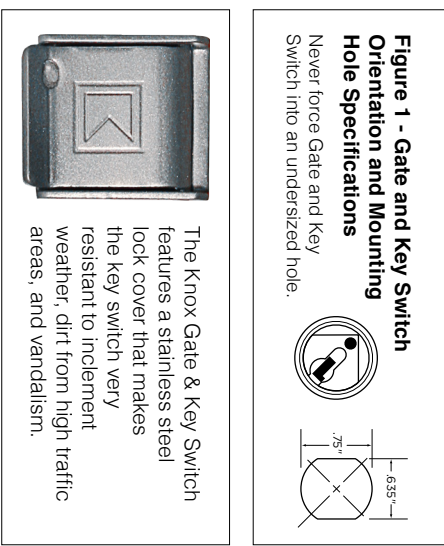 Figure 1 - Gate and Key Switch
Orientation and Mounting
Hole Specifications
Never force Gate and Key
Switch into an undersized hole.
.75"
.635"
The Knox Gate & Key Switch
features a stainless steel
lock cover that makes
the key switch very
resistant to inclement
weather, dirt from high traffic
areas, and vandalism.